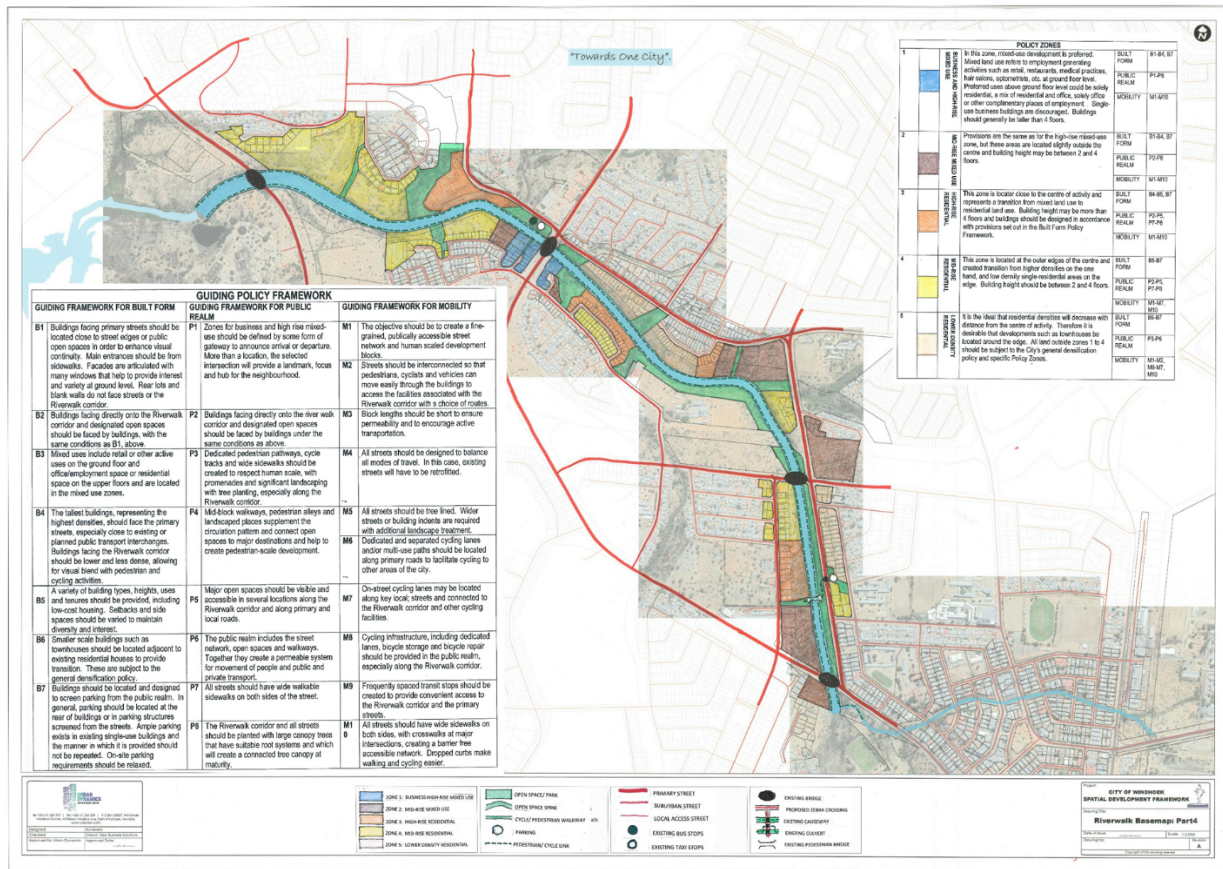 "Towards One City".
POLICY ZONES
1
BUSINESS AND HIGH-RISE MIXED USE
In this zone, mixed-use development is preferred.
Mixed land use refers to employment generating
activities such as retail, restaurants, medical practices,
hair salons, optometrists, etc. at ground floor level.
Preferred uses above ground floor level could be solely
residential, a mix of residential and office, solely office
or other complimentary places of employment . Single-
use business buildings are discouraged. Buildings
should generally be taller than 4 floors.
BUILT FORM
B1-B4, B7
PUBLIC REALM
P1-P8
MOBILITY
M1-M10
2
MID-RISE MIXED USE
Provisions are the same as for the high-rise mixed-use
zone, but these areas are located slightly outside the
centre and building height may be between 2 and 4
floors.
BUILT FORM
B1-B4, B7
PUBLIC REALM
P2-P8
MOBILITY
M1-M10
3
HIGH-RISE RESIDENTIAL
This zone is locater close to the centre of activity and
represents a transition from mixed land use to
residential land use. Building height may be more than
4 floors and buildings should be designed in accordance
with provisions set out in the Built Form Policy
Framework.
BUILT FORM
B4-B5, B7
PUBLIC REALM
P2-P5,
P7-P8
MOBILITY
M1-M10
4
MID-RISE RESIDENTIAL
This zone is located at the outer edges of the centre and
created transition from higher densities on the one
hand, and low density single-residential areas on the
edge. Building height should be between 2 and 4 floors.
BUILT FORM
B5-B7
PUBLIC REALM
P2-P5,
P7-P8
MOBILITY
M1-M7,
M10
5
LOWER DENSITY RESIDENTIAL
It is the ideal that residential densities will decrease with
distance from the centre of activity. Therefore it is
desirable that developments such as townhouses be
located around the edge. All land outside zones 1 to 4
should be subject to the City's general densification
policy and specific Policy Zones.
BUILT FORM
B6-B7
PUBLIC REALM
P3-P6
MOBILITY
M1-M2,
M6-M7,
M10
GUIDING POLICY FRAMEWORK
GUIDING FRAMEWORK FOR BUILT FORM
GUIDING FRAMEWORK FOR PUBLIC
REALM
GUIDING FRAMEWORK FOR MOBILITY
B1 Buildings facing primary streets should be
located close to street edges or public
open spaces in order to enhance visual
continuity. Main entrances should be from
sidewalks. Facades are articulated with
many windows that help to provide interest
and variety at ground level. Rear lots and
blank walls do not face streets or the
Riverwalk corridor.
P1 Zones for business and high rise mixed-
use should be defined by some form of
gateway to announce arrival or departure.
More than a location, the selected
intersection will provide a landmark, focus
and hub for the neighbourhood.
M1 The objective should be to create a fine-
grained, publically accessible street
network and human scaled development
blocks.
M2 Streets should be interconnected so that
pedestrians, cyclists and vehicles can
move easily through the buildings to
access the facilities associated with the
Riverwalk corridor with s choice of routes.
B2 Buildings facing directly onto the Riverwalk
corridor and designated open spaces
should be faced by buildings, with the
same conditions as B1, above.
P2 Buildings facing directly onto the river walk
corridor and designated open spaces
should be faced by buildings under the
same conditions as above.
M3 Block lengths should be short to ensure
permeability and to encourage active
transportation.
B3 Mixed uses include retail or other active
uses on the ground floor and
office/employment space or residential
space on the upper floors and are located
in the mixed use zones.
P3 Dedicated pedestrian pathways, cycle
tracks and wide sidewalks should be
created to respect human scale, with
promenades and significant landscaping
with tree planting, especially along the
Riverwalk corridor.
M4 All streets should be designed to balance
all modes of travel. In this case, existing
streets will have to be retrofitted.
B4 The tallest buildings, representing the
highest densities, should face the primary
streets, especially close to existing or
planned public transport interchanges.
Buildings facing the Riverwalk corridor
should be lower and less dense, allowing
for visual blend with pedestrian and
cycling activities.
P4 Mid-block walkways, pedestrian alleys and
landscaped places supplement the
circulation pattern and connect open
spaces to major destinations and help to
create pedestrian-scale development.
M5 All streets should be tree lined. Wider
streets or building indents are required
with additional landscape treatment.
M6 Dedicated and separated cycling lanes
and/or multi-use paths should be located
along primary roads to facilitate cycling to
other areas of the city.
B5 A variety of building types, heights, uses
and tenures should be provided, including
low-cost housing. Setbacks and side
spaces should be varied to maintain
diversity and interest.
P5 Major open spaces should be visible and
accessible in several locations along the
Riverwalk corridor and along primary and
local roads.
M7 On-street cycling lanes may be located
along key local; streets and connected to
the Riverwalk corridor and other cycling
facilities.
B6 Smaller scale buildings such as
townhouses should be located adjacent to
existing residential houses to provide
transition. These are subject to the
general densification policy.
P6 The public realm includes the street
network, open spaces and walkways.
Together they create a permeable system
for movement of people and public and
private transport.
M8 Cycling infrastructure, including dedicated
lanes, bicycle storage and bicycle repair
should be provided in the public realm,
especially along the Riverwalk corridor.
B7 Buildings should be located and designed
to screen parking from the public realm. In
general, parking should be located at the
rear of buildings or in parking structures
screened from the streets. Ample parking
exists in existing single-use buildings and
the manner in which it is provided should
not be repeated. On-site parking
requirements should be relaxed.
P7 All streets should have wide walkable
sidewalks on both sides of the street.
M9 Frequently spaced transit stops should be
created to provide convenient access to
the Riverwalk corridor and the primary
streets.
P8 The Riverwalk corridor and all streets
should be planted with large canopy trees
that have suitable root systems and which
will create a connected tree canopy at
maturity.
M10 All streets should have wide sidewalks on
both sides, with crosswalks at major
intersections, creating a barrier free
accessible network. Dropped curbs make
walking and cycling easier.
URBAN DYNAMICS
ZONE 1: BUSINESS HIGH-RISE MIXED USE
ZONE 2: MID-RISE MIXED USE
ZONE 3: HIGH-RISE RESIDENTIAL
ZONE 4: MID-RISE RESIDENTIAL
ZONE 5: LOWER DENSITY RESIDENTIAL
OPEN SPACE/ PARK
OPEN SPACE SPINE
CYCLE/ PEDESTRIAN WALKWAY
PARKING
PEDESTRIAN/ CYCLE LINK
PRIMARY STREET
SUBURBAN STREET
LOCAL ACCESS STREET
EXISTING BUS STOPS
EXISTING TAXI STOPS
EXISTING BRIDGE
PROPOSED ZEBRA CROSSING
EXISTING CAUSEWAY
EXISTING CULVERT
EXISTING PEDESTRIAN BRIDGE
Project:
CITY OF WINDHOEK
SPATIAL DEVELOPMENT FRAMEWORK
Drawing Title:
Riverwalk Basemap: Part4
Date of Issue
Scale
Drawing No:
Revision
A
Copyright of this drawing reserved